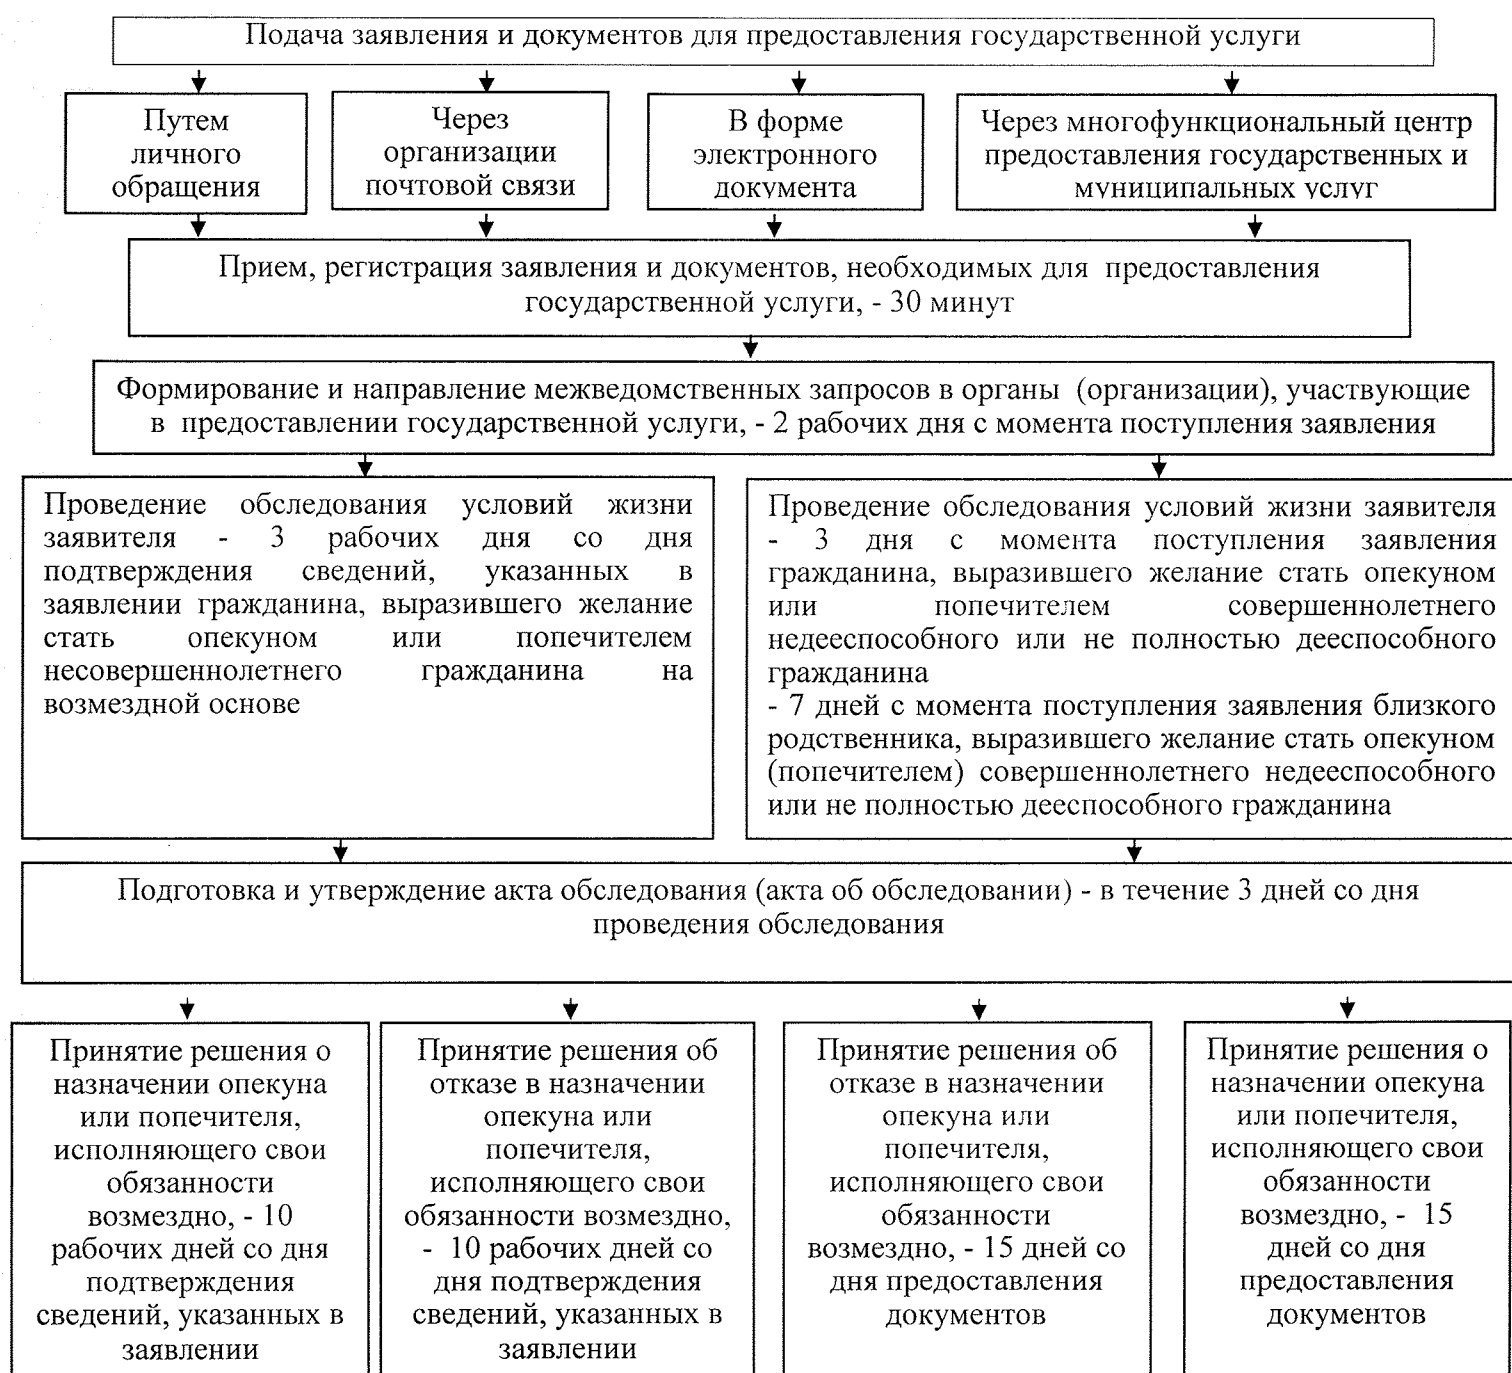 Подача заявления и документов для предоставления государственной услуги
Путем
личного
обращения
Через
организации
почтовой связи
В форме
электронного
документа
Через многофункциональный центр
предоставления государственных и
муниципальных услуг
Прием, регистрация заявления и документов, необходимых для предоставления
государственной услуги, - 30 минут
Формирование и направление межведомственных запросов в органы (организации), участвующие
в предоставлении государственной услуги, - 2 рабочих дня с момента поступления заявления
Проведение обследования условий жизни
заявителя - 3 рабочих дня со дня
подтверждения сведений, указанных в
заявлении гражданина, выразившего желание
стать опекуном или попечителем
несовершеннолетнего гражданина на
возмездной основе
Проведение обследования условий жизни заявителя
- 3 дня с момента поступления заявления
гражданина, выразившего желание стать опекуном
или попечителем совершеннолетнего
недееспособного или не полностью дееспособного
гражданина
- 7 дней с момента поступления заявления близкого
родственника, выразившего желание стать опекуном
(попечителем) совершеннолетнего недееспособного
или не полностью дееспособного гражданина
Подготовка и утверждение акта обследования (акта об обследовании) - в течение 3 дней со дня
проведения обследования
Принятие решения о
назначении опекуна
или попечителя,
исполняющего свои
обязанности
возмездно, - 10
рабочих дней со дня
подтверждения
сведений, указанных в
заявлении
Принятие решения об
отказе в назначении
опекуна или
попечителя,
исполняющего свои
обязанности возмездно,
- 10 рабочих дней со
дня подтверждения
сведений, указанных в
заявлении
Принятие решения об
отказе в назначении
опекуна или
попечителя,
исполняющего свои
обязанности
возмездно, - 15 дней со
дня предоставления
документов
Принятие решения о
назначении опекуна
или попечителя,
исполняющего свои
обязанности
возмездно, - 15
дней со дня
предоставления
документов